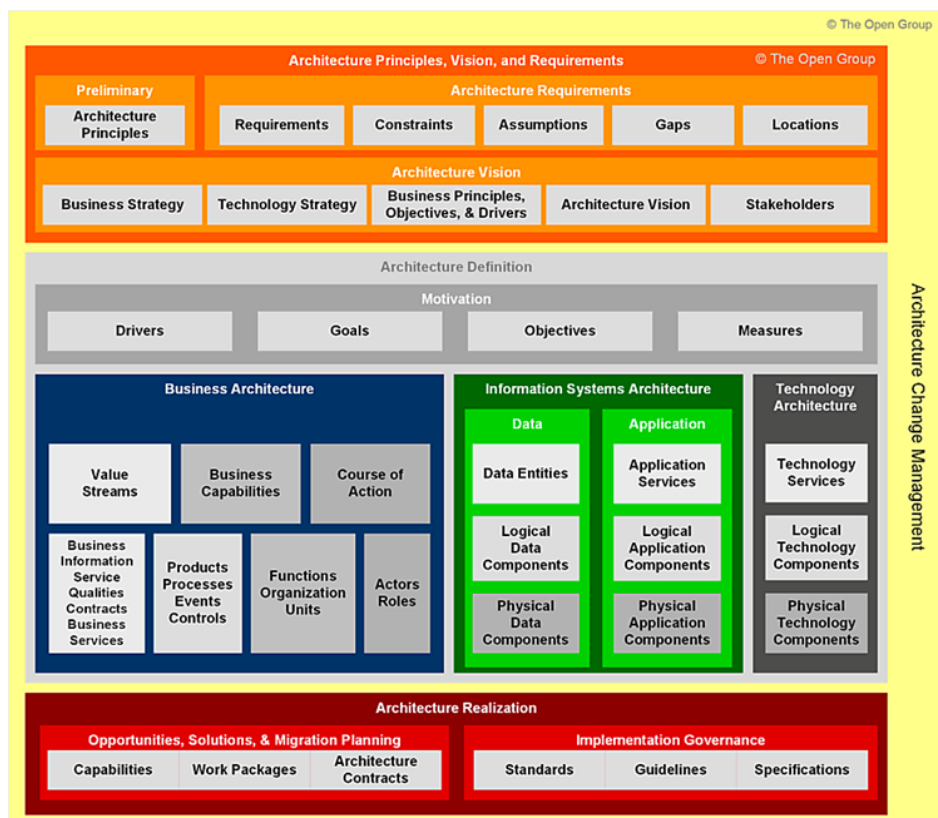 © The Open Group
Architecture Principles, Vision, and Requirements
© The Open Group
Preliminary
Architecture
Principles
Architecture Requirements
Requirements
Constraints
Assumptions
Gaps
Locations
Architecture Vision
Business Strategy
Technology Strategy
Business Principles,
Objectives, & Drivers
Architecture Vision
Stakeholders
Architecture Definition
Motivation
Drivers
Goals
Objectives
Measures
Business Architecture
Value
Streams
Business
Capabilities
Course of
Action
Business
Information
Service
Qualities
Contracts
Business
Services
Products
Processes
Events
Controls
Functions
Organization
Units
Actors
Roles
Information Systems Architecture
Data
Data Entities
Logical
Data
Components
Physical
Data
Components
Application
Application
Services
Logical
Application
Components
Physical
Application
Components
Technology
Architecture
Technology
Services
Logical
Technology
Components
Physical
Technology
Components
Architecture Realization
Opportunities, Solutions, & Migration Planning
Capabilities
Work Packages
Architecture
Contracts
Implementation Governance
Standards
Guidelines
Specifications
Architecture Change Management